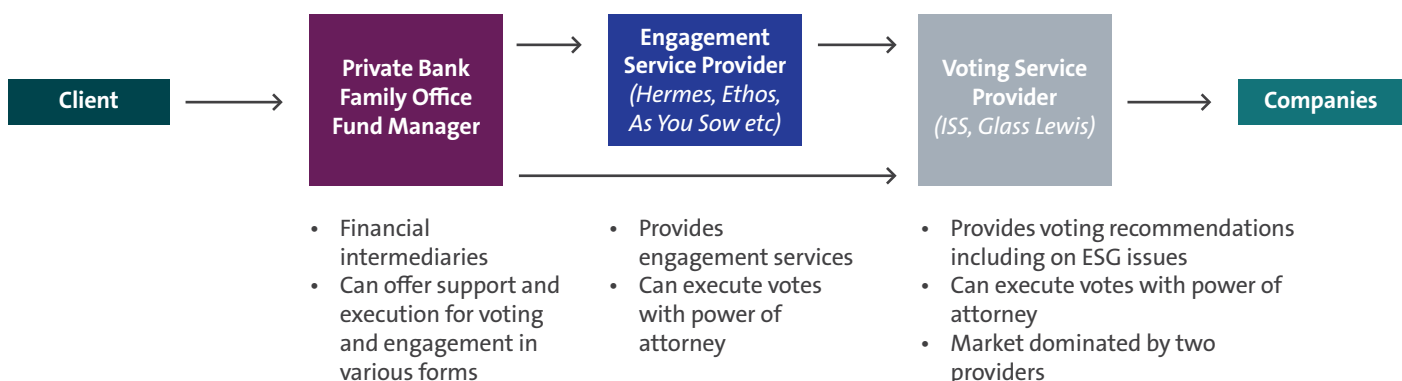 Client
Private Bank
Family Office
Fund Manager
Engagement
Service Provider
(Hermes, Ethos,
As You Sow etc)
Voting Service
Provider
(ISS, Glass Lewis)
Companies
• Financial
intermediaries
• Can offer support and
execution for voting
and engagement in
various forms
• Provides
engagement services
• Can execute votes
with power of
attorney
• Provides voting recommendations
including on ESG issues
• Can execute votes with power of
attorney
• Market dominated by two
providers